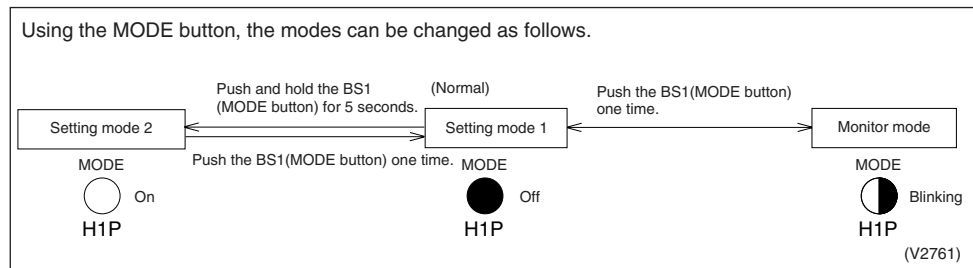 Using the MODE button, the modes can be changed as follows.
Push and hold the BS1
(MODE button) for 5 seconds.
(Normal)
Push the BS1(MODE button)
one time.
Setting mode 2
Setting mode 1
Monitor mode
Push the BS1(MODE button) one time.
MODE
MODE
MODE
On
Off
Blinking
H1P
H1P
H1P
(V2761)